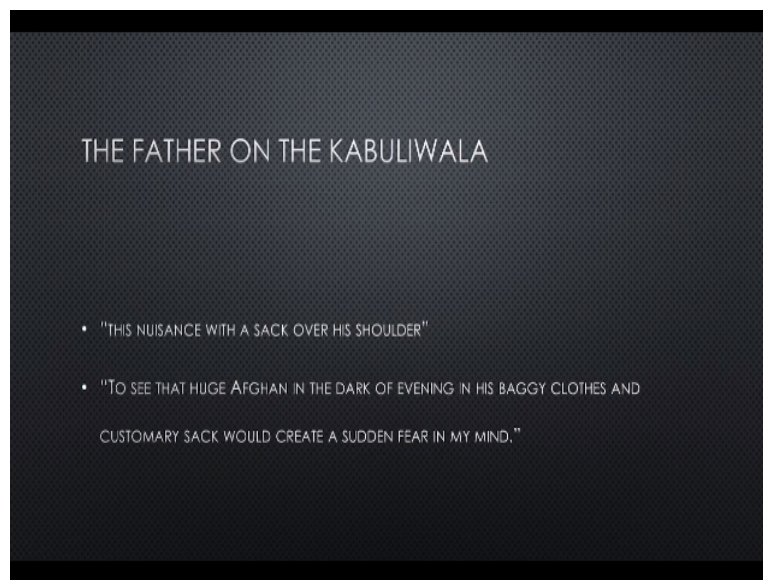 THE FATHER ON THE KABULIWALA
• "THIS NUISANCE WITH A SACK OVER HIS SHOULDER"
• "TO SEE THAT HUGE AFGHAN IN THE DARK OF EVENING IN HIS BAGGY CLOTHES AND
CUSTOMARY SACK WOULD CREATE A SUDDEN FEAR IN MY MIND."